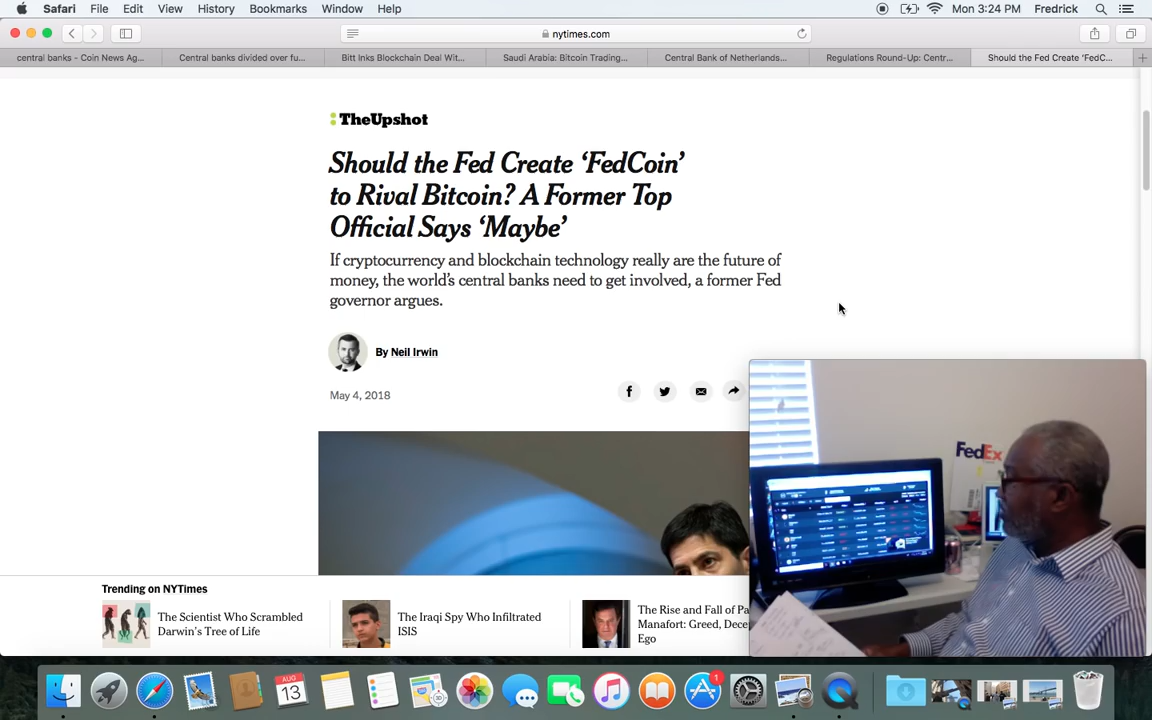 Safari File Edit View History Bookmarks Window Help
Mon 3:24 PM Fredrick
nytimes.com
central banks - Coin News Ag...
Central banks divided over fu...
Bitt Inks Blockchain Deal Wit...
Saudi Arabia: Bitcoin Trading...
Central Bank of Netherlands...
Regulations Round-Up: Centr...
Should the Fed Create 'FedC...
TheUpshot
Should the Fed Create ‘FedCoin’
to Rival Bitcoin? A Former Top
Official Says ‘Maybe’
If cryptocurrency and blockchain technology really are the future of
money, the world’s central banks need to get involved, a former Fed
governor argues.
By Neil Irwin
May 4, 2018
FedEx
Trending on NYTimes
The Scientist Who Scrambled
Darwin’s Tree of Life
The Iraqi Spy Who Infiltrated
ISIS
The Rise and Fall of Pa
Manafort: Greed, Dece
Ego
AUG
13
3D
1